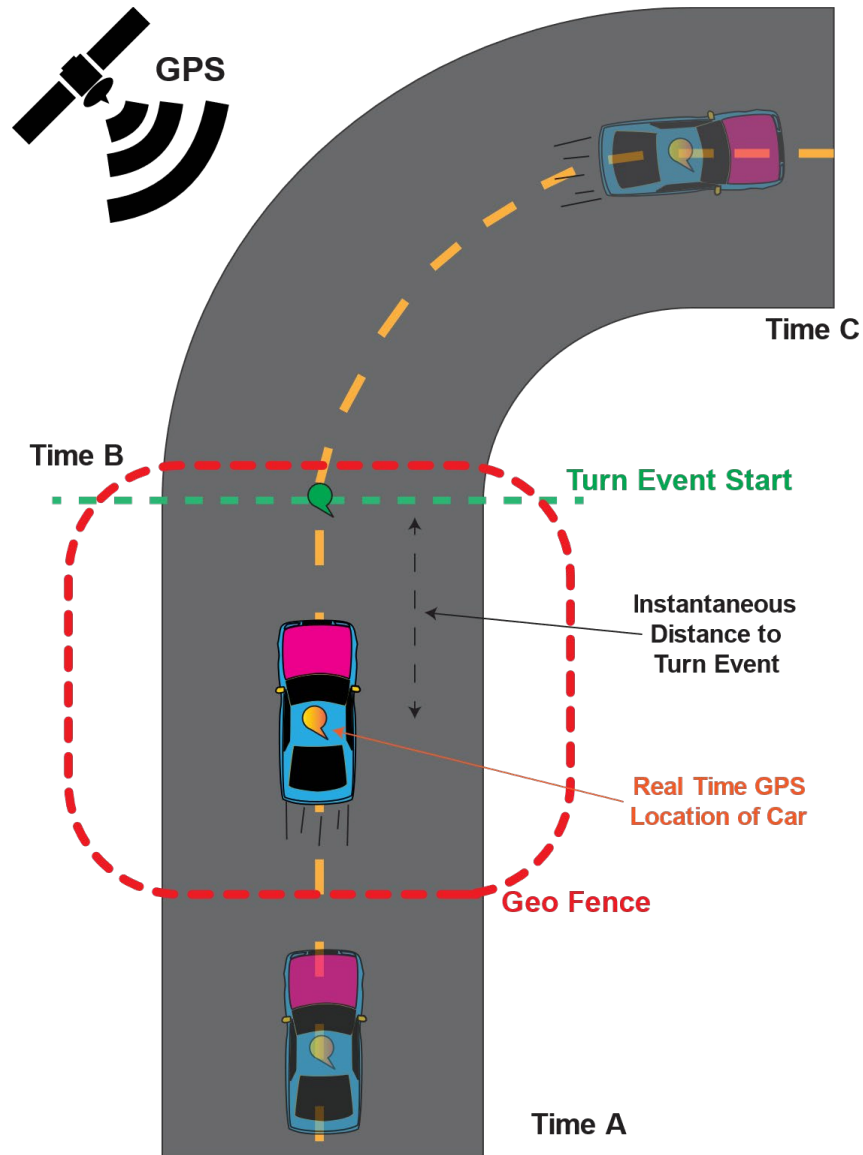 GPS
Time C
Time B
Turn Event Start
Instantaneous
Distance to
Turn Event
Real Time GPS
Location of Car
Geo Fence
Time A